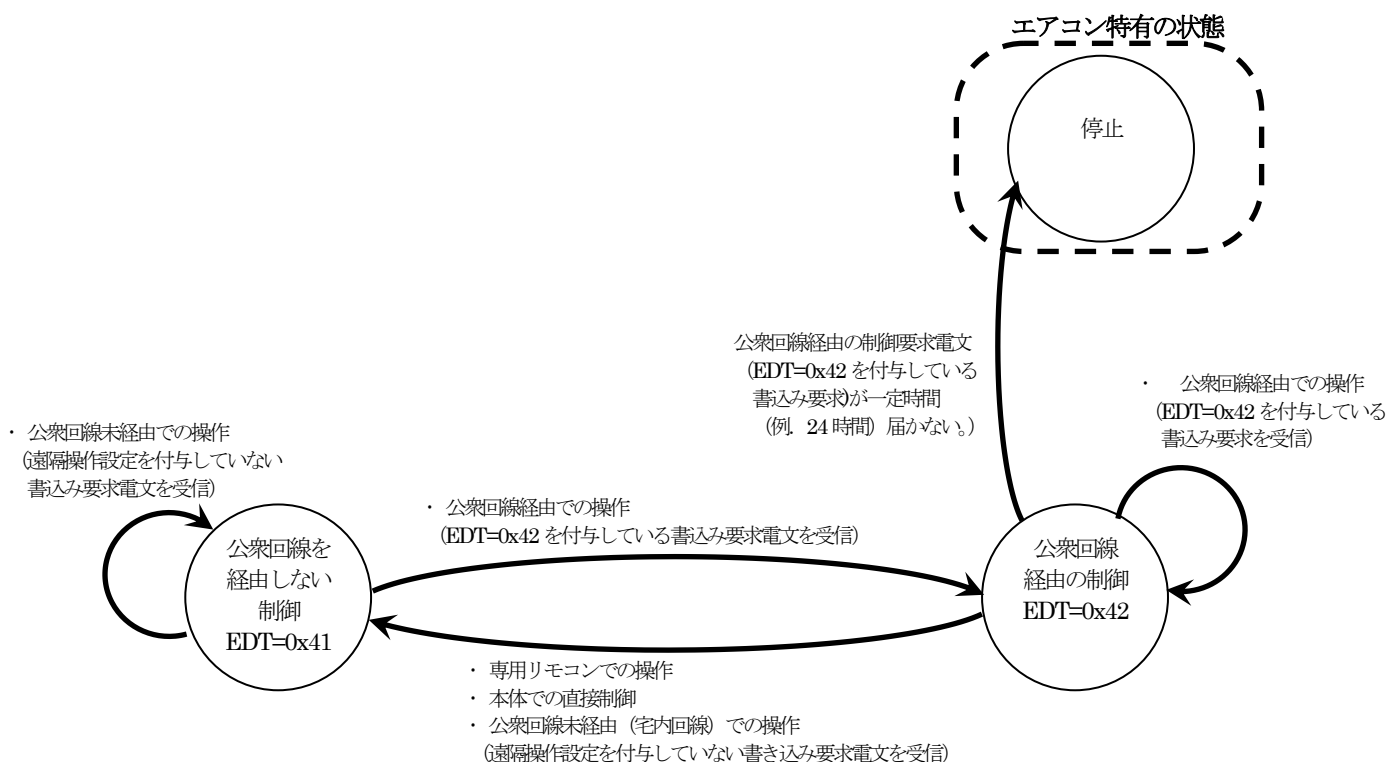 エアコン特有の状態
停止
公衆回線経由の制御要求電文
(EDT=0x42 を付与している
書込み要求)が一定時間
(例. 24 時間) 届かない。)
・ 公衆回線経由での操作
(EDT=0x42 を付与している
書込み要求を受信)
・ 公衆回線未経由での操作
(遠隔操作設定を付与していない
書込み要求電文を受信)
・ 公衆回線経由での操作
(EDT=0x42 を付与している書込み要求電文を受信)
公衆回線を
経由しない
制御
EDT=0x41
公衆回線
経由の制御
EDT=0x42
・ 専用リモコンでの操作
・ 本体での直接制御
・ 公衆回線未経由（宅内回線）での操作
(遠隔操作設定を付与していない書き込み要求電文を受信)